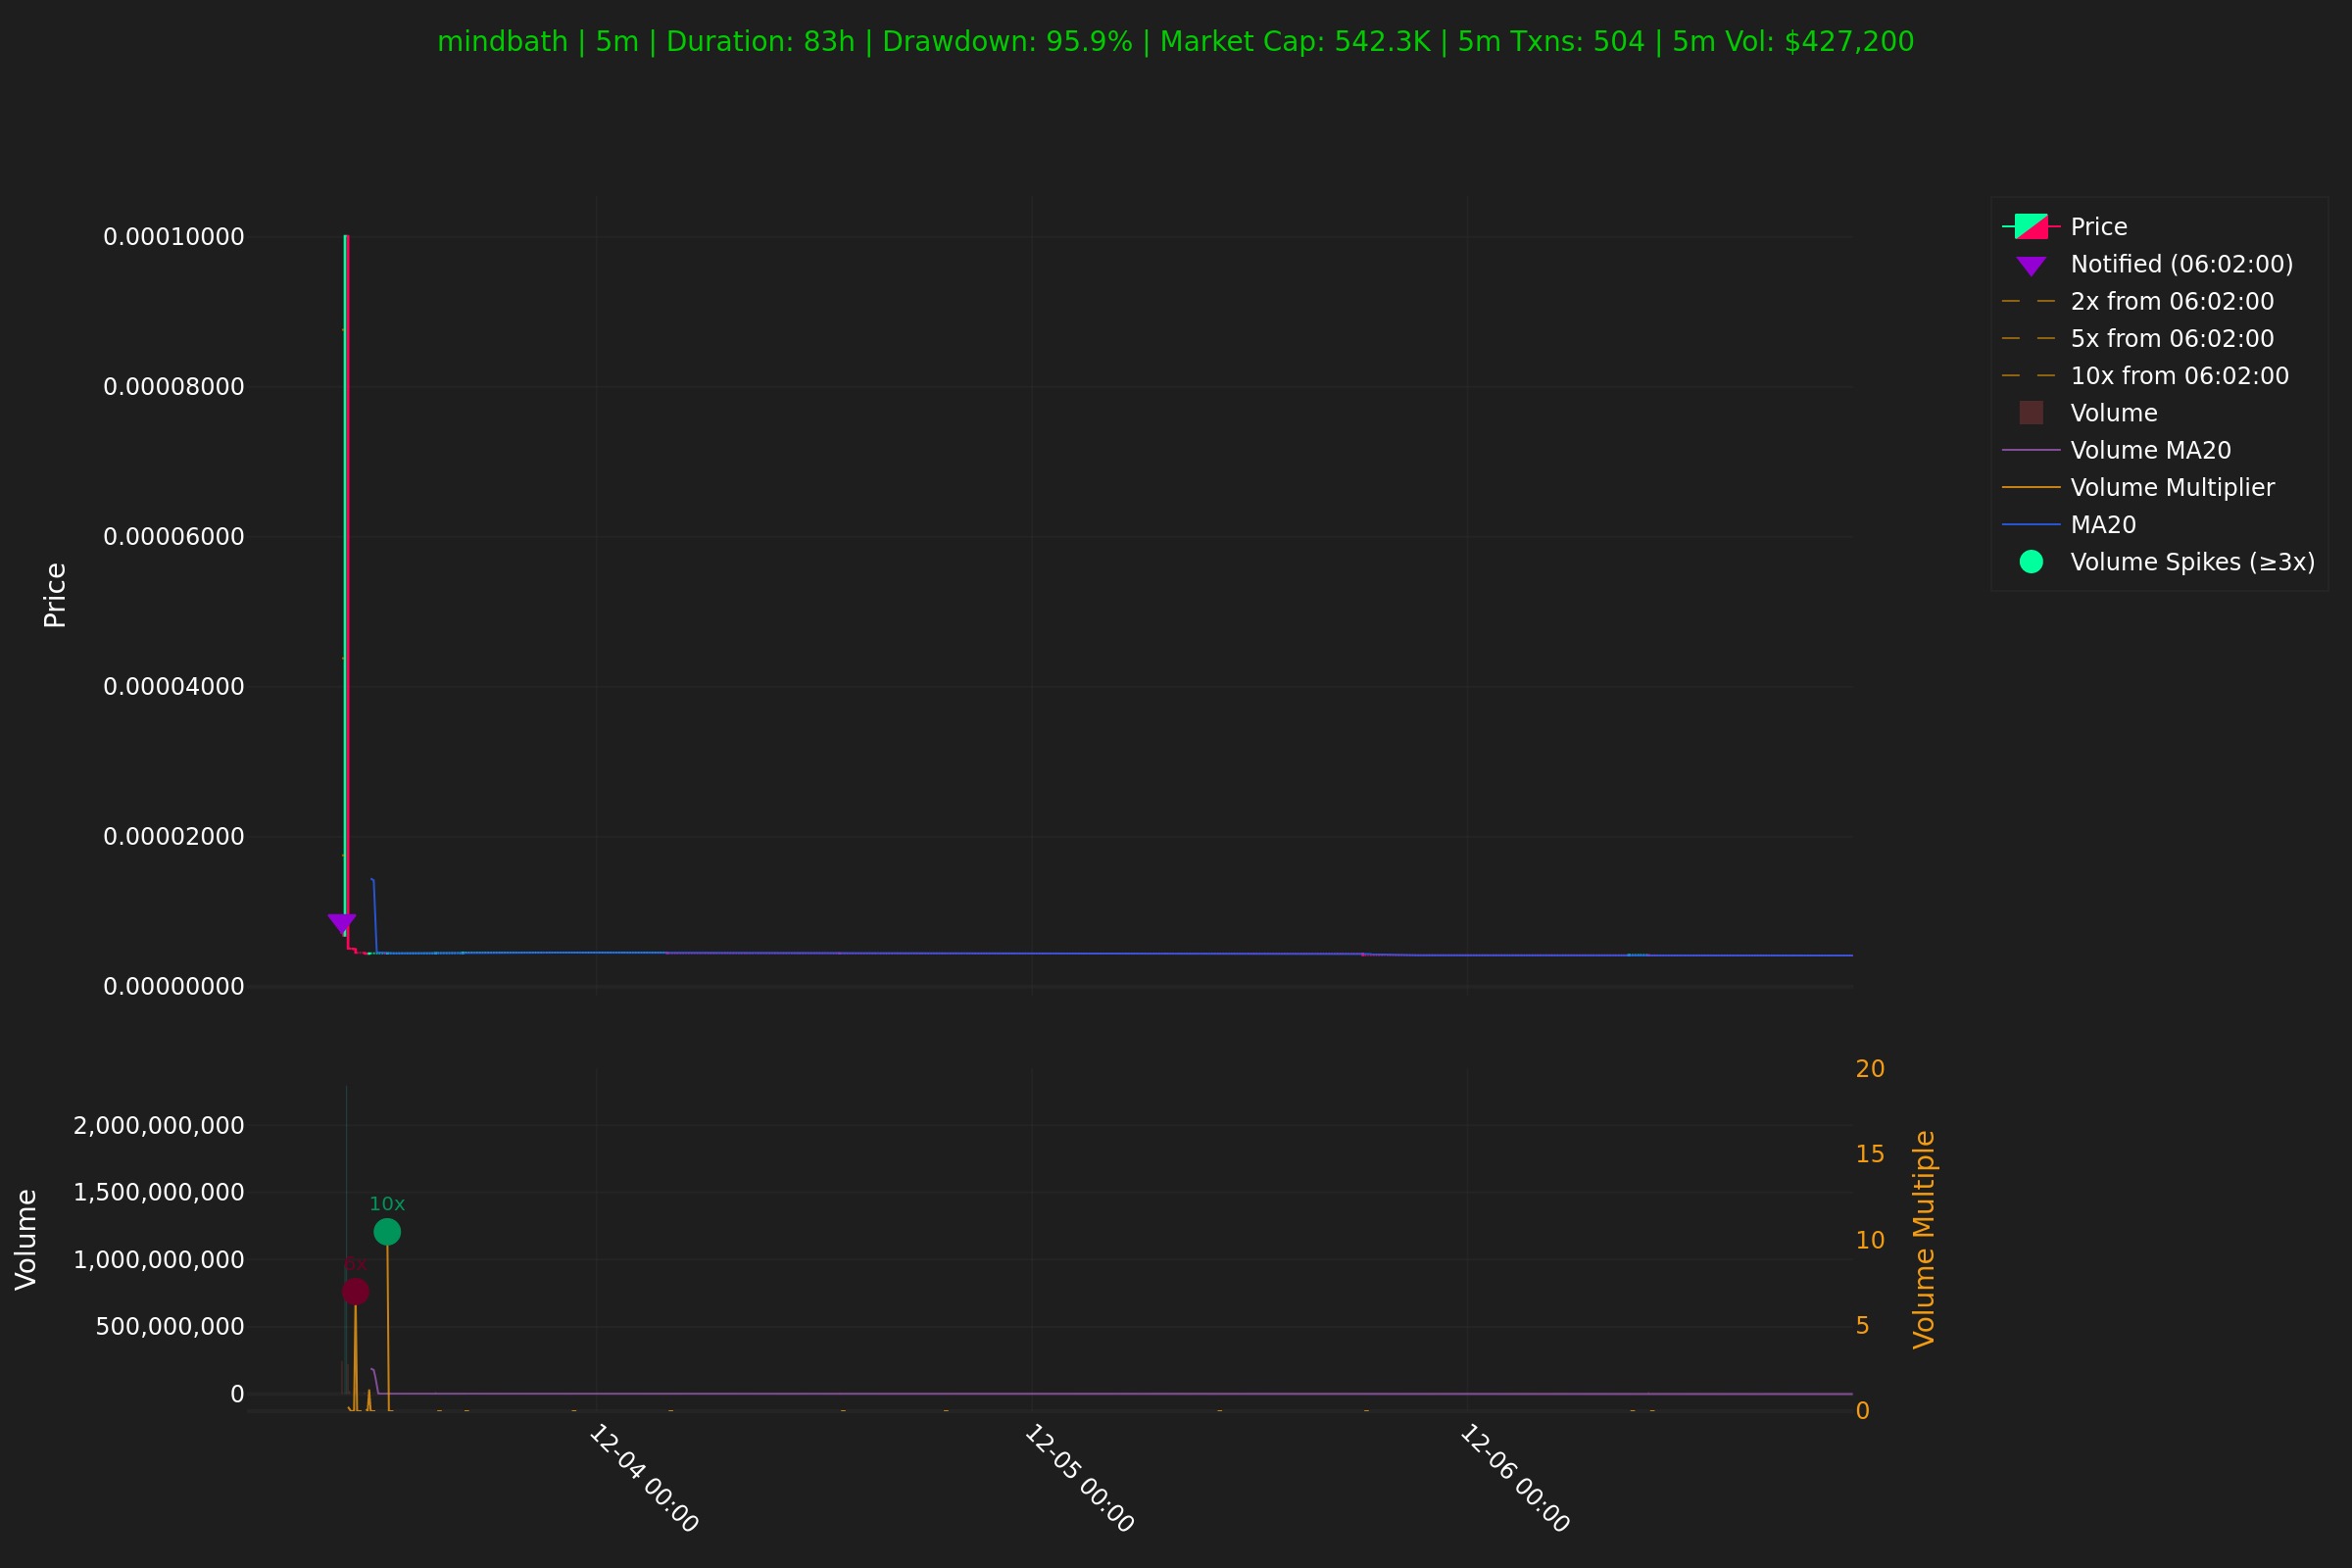 mindbath | 5m | Duration: 83h | Drawdown: 95.9% | Market Cap: 542.3K | 5m Txns: 504 | 5m Vol: $427,200
Price
0.00010000
0.00008000
0.00006000
0.00004000
0.00002000
0.00000000
Price
Notified (06:02:00)
2x from 06:02:00
5x from 06:02:00
10x from 06:02:00
Volume
Volume MA20
Volume Multiplier
MA20
Volume Spikes (≥3x)
Volume
2,000,000,000
1,500,000,000
1,000,000,000
500,000,000
0
10x
20
15
10
5
0
Volume Multiple
12-04 00:00
12-05 00:00
12-06 00:00